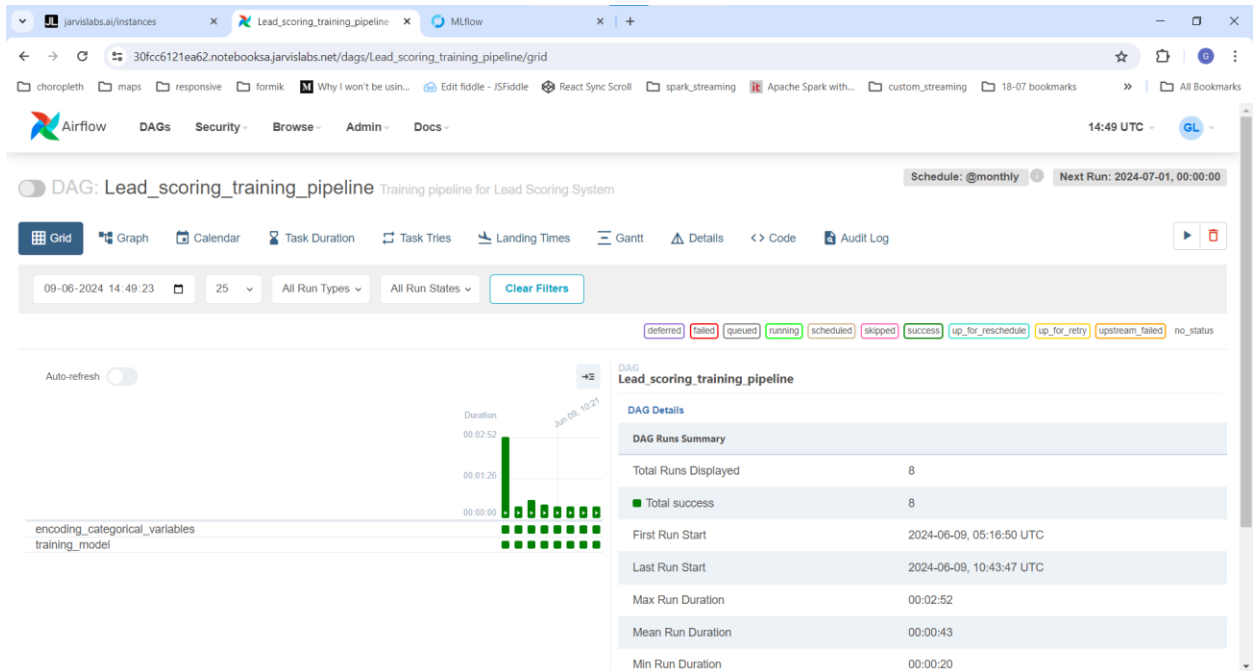 jarvislabs.ai/instances Lead_scoring_training_pipeline MLflow
30fcc6121ea62.notebooksa.jarvislabs.net/dags/Lead_scoring_training_pipeline/grid G
choropleth maps responsive formik Why I won't be usin... Edit fiddle - JSFiddle React Sync Scroll spark_streaming Apache Spark with... custom_streaming 18-07 bookmarks » All Bookmarks
Airflow DAGs Security Browse Admin Docs 14:49 UTC GL
DAG: Lead_scoring_training_pipeline Training pipeline for Lead Scoring System Schedule: @monthly Next Run: 2024-07-01, 00:00:00
Grid Graph Calendar Task Duration Task Tries Landing Times Gantt Details <> Code Audit Log
09-06-2024 14:49:23 25 All Run Types All Run States Clear Filters
deferred failed queued running scheduled skipped success up_for_reschedule up_for_retry upstream_failed no_status
Auto-refresh
Duration Jun 09, 10:21
00:02:52
00:01:26
00:00:00
encoding_categorical_variables
training_model
DAG
Lead_scoring_training_pipeline
DAG Details
DAG Runs Summary
Total Runs Displayed 8
Total success 8
First Run Start 2024-06-09, 05:16:50 UTC
Last Run Start 2024-06-09, 10:43:47 UTC
Max Run Duration 00:02:52
Mean Run Duration 00:00:43
Min Run Duration 00:00:20